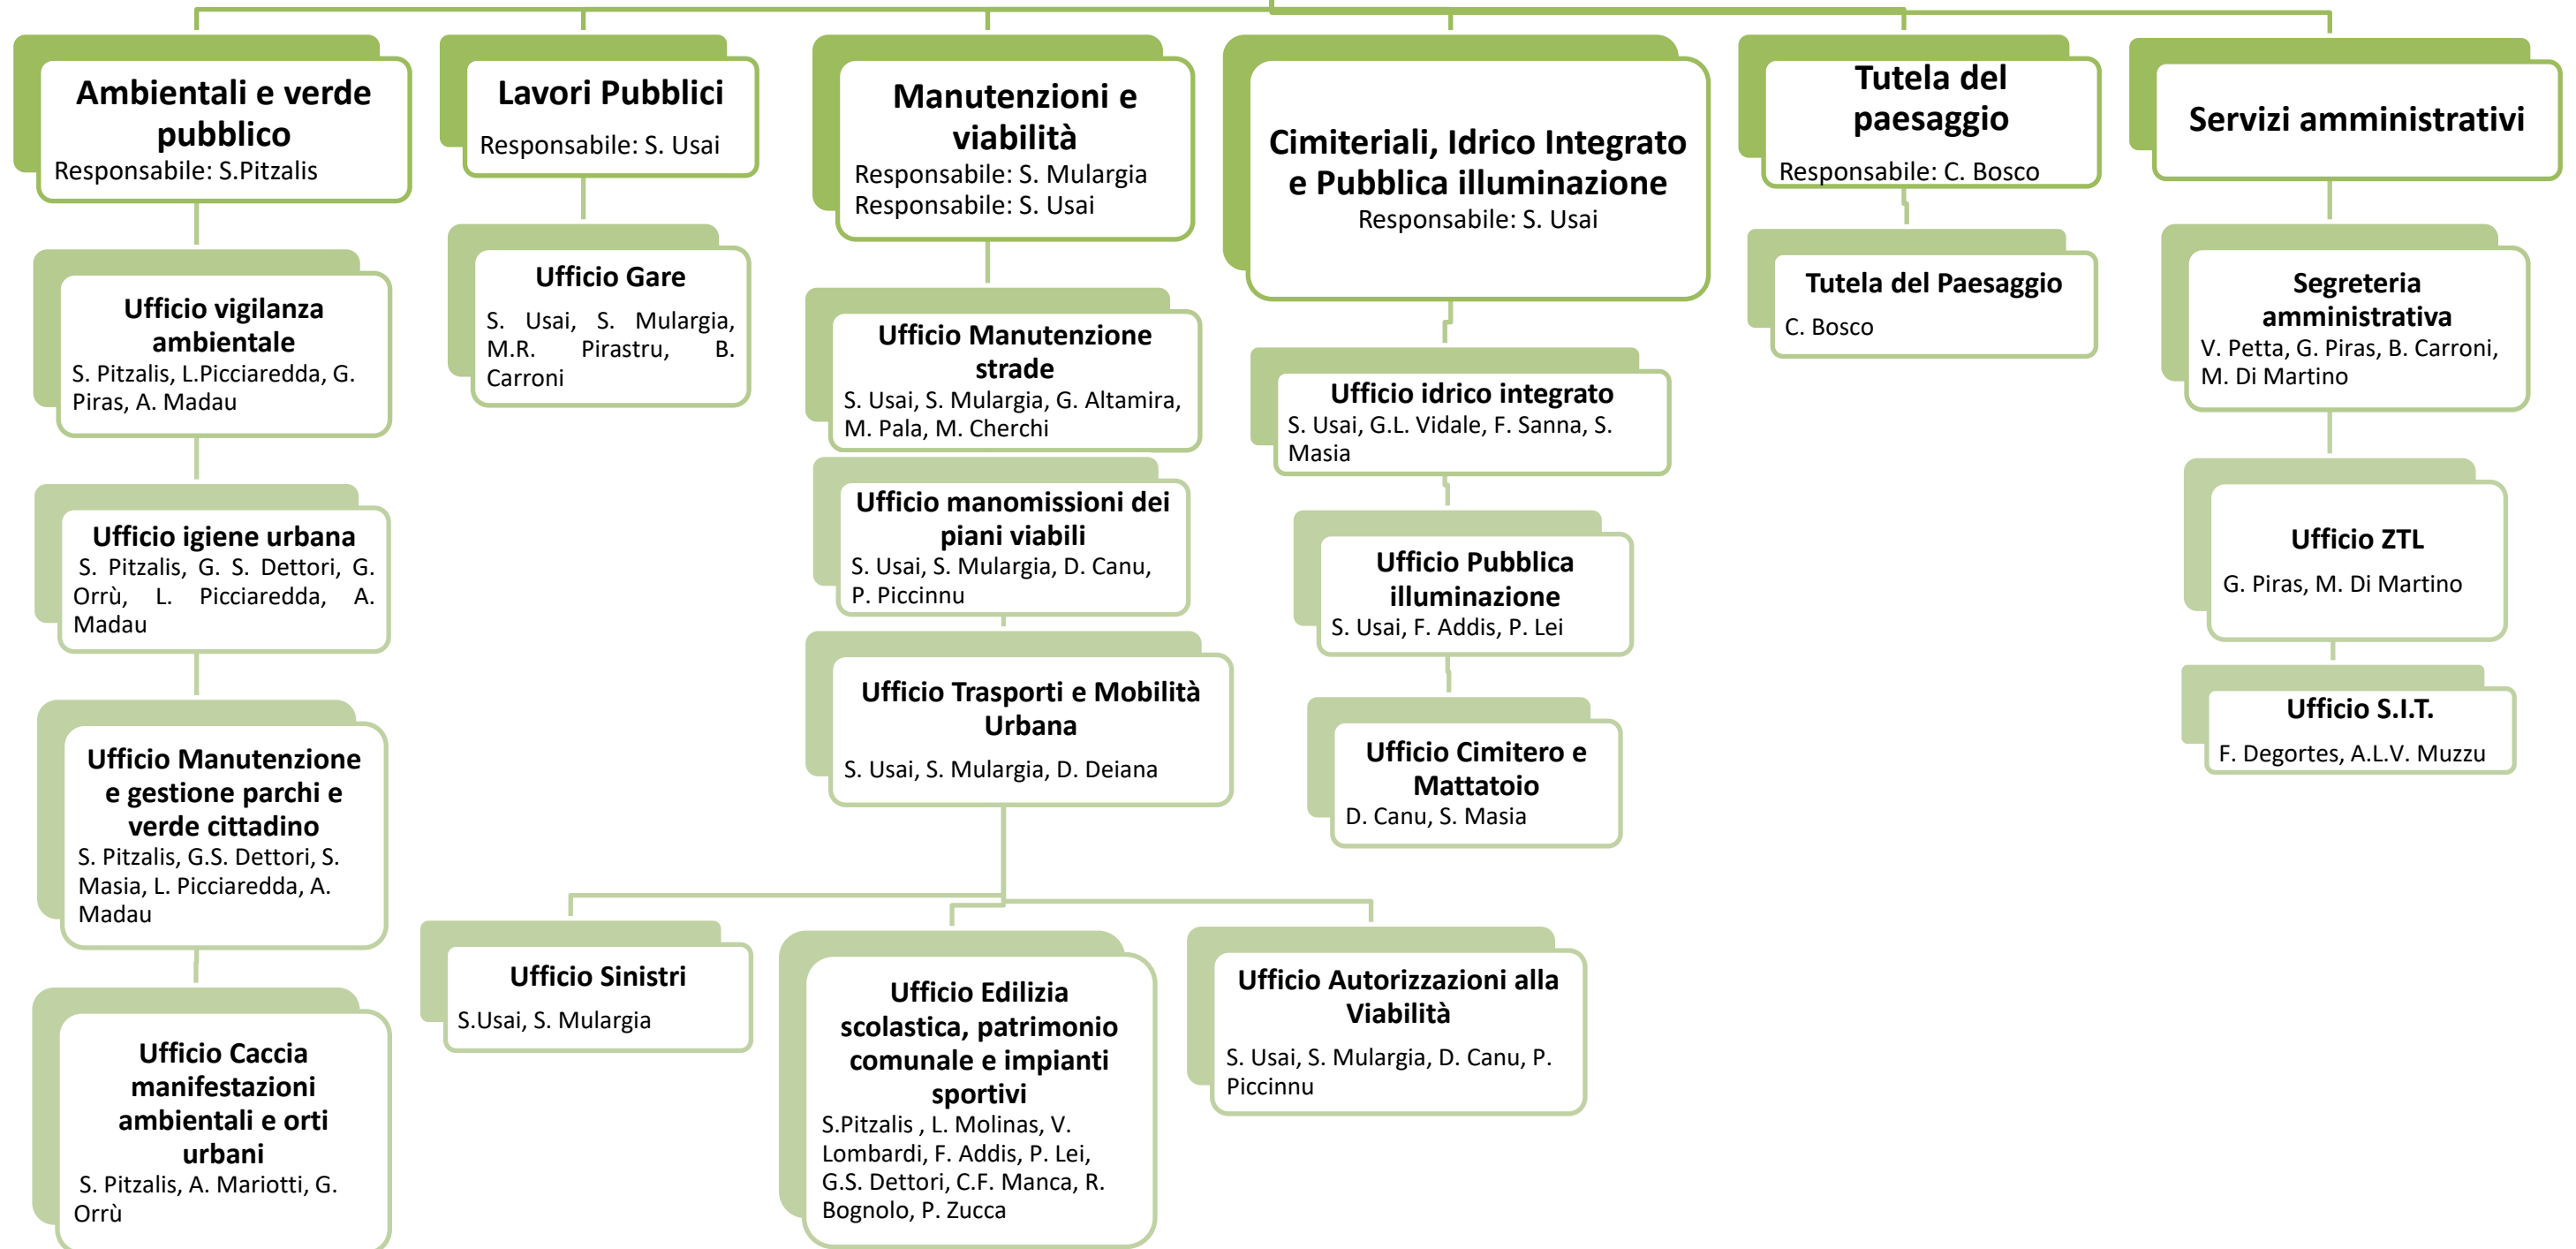 Ambientali e verde
pubblico
Responsabile: S.Pitzalis
Ufficio vigilanza
ambientale
S. Pitzalis, L.Picciaredda, G.
Piras, A. Madau
Ufficio igiene urbana
S. Pitzalis, G. S. Dettori, G.
Orrù, L. Picciaredda, A.
Madau
Ufficio Manutenzione
e gestione parchi e
verde cittadino
S. Pitzalis, G.S. Dettori, S.
Masia, L. Picciaredda, A.
Madau
Ufficio Caccia
manifestazioni
ambientali e orti
urbani
S. Pitzalis, A. Mariotti, G.
Orrù
Lavori Pubblici
Responsabile: S. Usai
Ufficio Gare
S. Usai, S. Mulargia,
M.R. Pirastru, B.
Carroni
Manutenzioni e
viabilità
Responsabile: S. Mulargia
Responsabile: S. Usai
Ufficio Manutenzione
strade
S. Usai, S. Mulargia, G. Altamira,
M. Pala, M. Cherchi
Ufficio manomissioni dei
piani viabili
S. Usai, S. Mulargia, D. Canu,
P. Piccinnu
Ufficio Trasporti e Mobilità
Urbana
S. Usai, S. Mulargia, D. Deiana
Ufficio Sinistri
S.Usai, S. Mulargia
Ufficio Edilizia
scolastica, patrimonio
comunale e impianti
sportivi
S.Pitzalis , L. Molinas, V.
Lombardi, F. Addis, P. Lei,
G.S. Dettori, C.F. Manca, R.
Bognolo, P. Zucca
Ufficio Autorizzazioni alla
Viabilità
S. Usai, S. Mulargia, D. Canu, P.
Piccinnu
Cimiteriali, Idrico Integrato
e Pubblica illuminazione
Responsabile: S. Usai
Ufficio idrico integrato
S. Usai, G.L. Vidale, F. Sanna, S.
Masia
Ufficio Pubblica
illuminazione
S. Usai, F. Addis, P. Lei
Ufficio Cimitero e
Mattatoio
D. Canu, S. Masia
Tutela del
paesaggio
Responsabile: C. Bosco
Tutela del Paesaggio
C. Bosco
Servizi amministrativi
Segreteria
amministrativa
V. Petta, G. Piras, B. Carroni,
M. Di Martino
Ufficio ZTL
G. Piras, M. Di Martino
Ufficio S.I.T.
F. Degortes, A.L.V. Muzzu